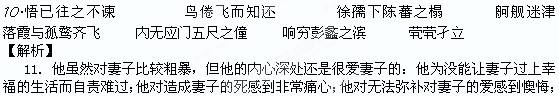 10.悟已往之不谏 鸟倦飞而知还 徐孺下陈蕃之榻 舸舰迷津
落霞与孤鹜齐飞 内无应门五尺之僮 响穷彭蠡之滨 茕茕孑立
【解析】
11. 他虽然对妻子比较粗暴，但他的内心深处还是很爱妻子的：他为没能让妻子过上幸
福的生活而自责难过；他对造成妻子的死感到非常痛心；他对无法弥补对妻子的爱感到懊悔；